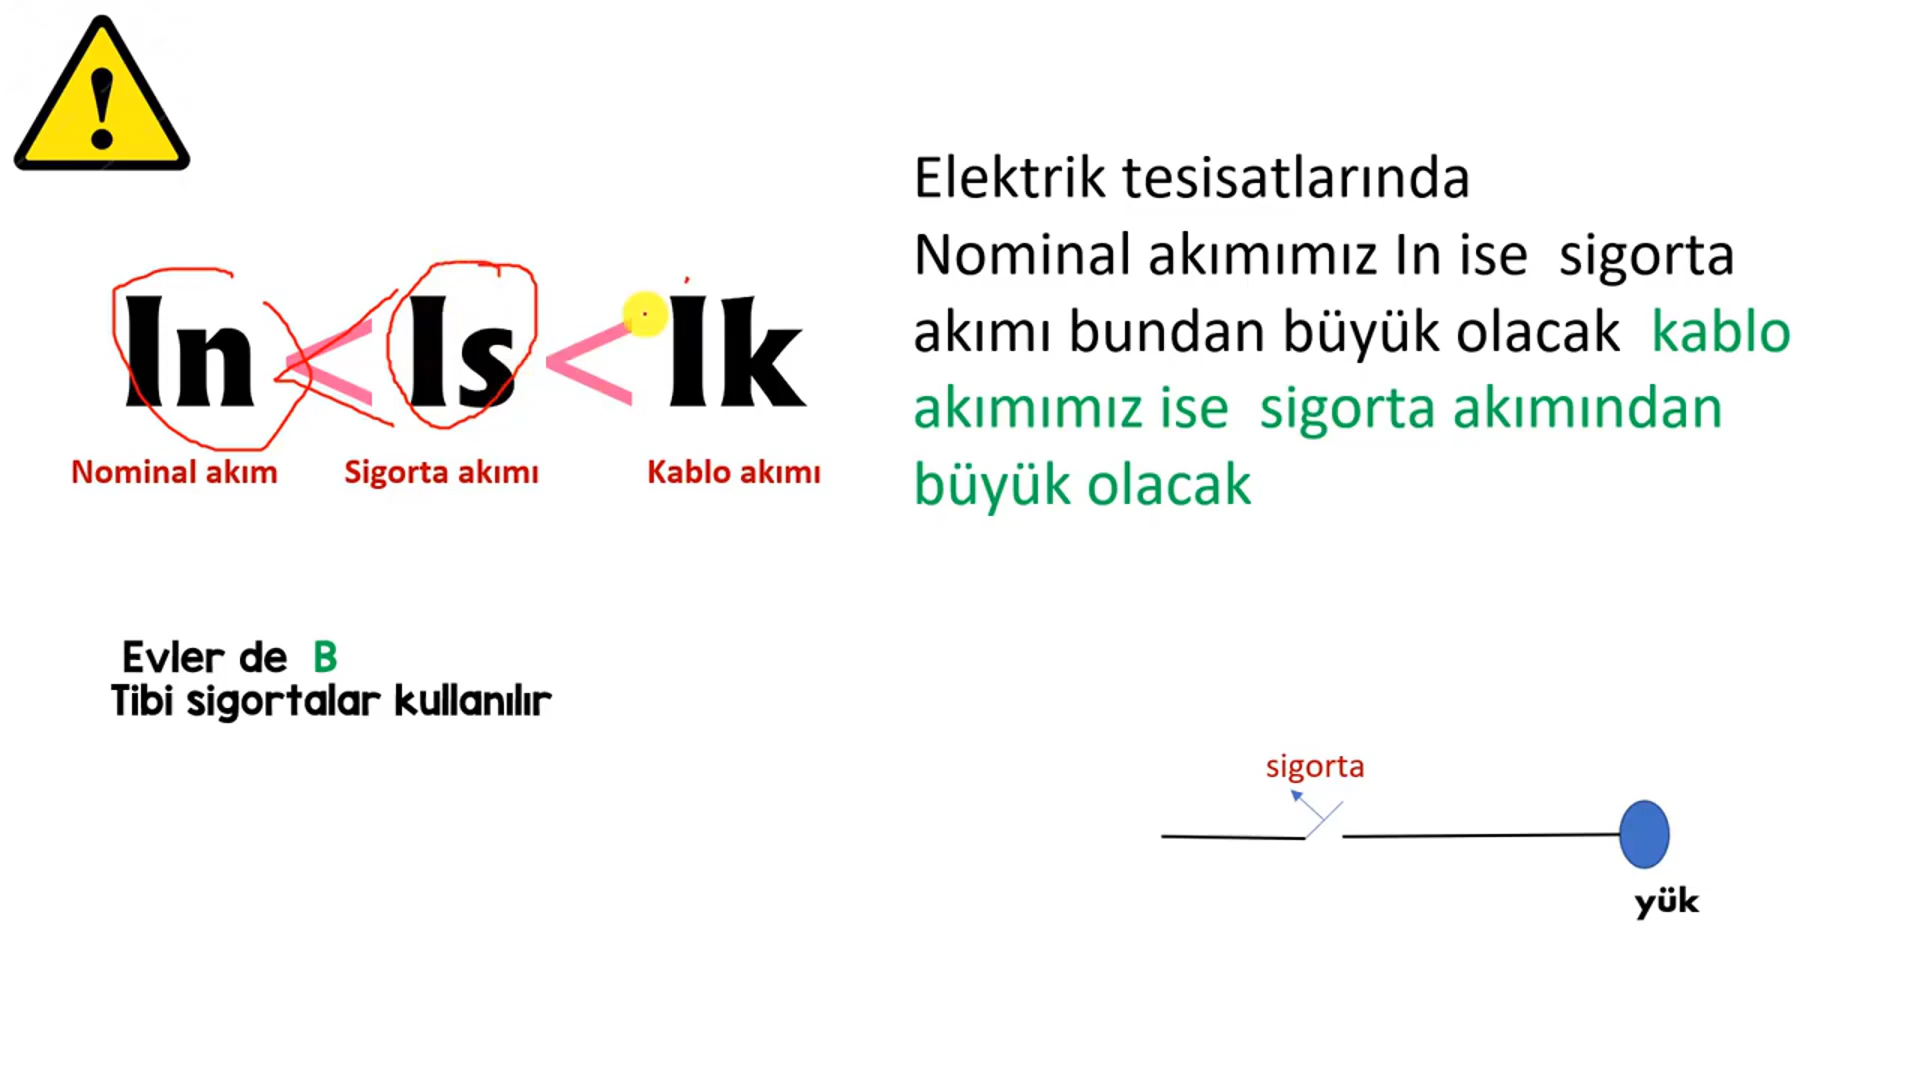 In < Is < Ik
Nominal akım Sigorta akımı Kablo akımı
Elektrik tesisatlarında
Nominal akımımız In ise sigorta
akımı bundan büyük olacak kablo
akımımız ise sigorta akımından
büyük olacak
Evler de B
Tibi sigortalar kullanılır
sigorta
yük